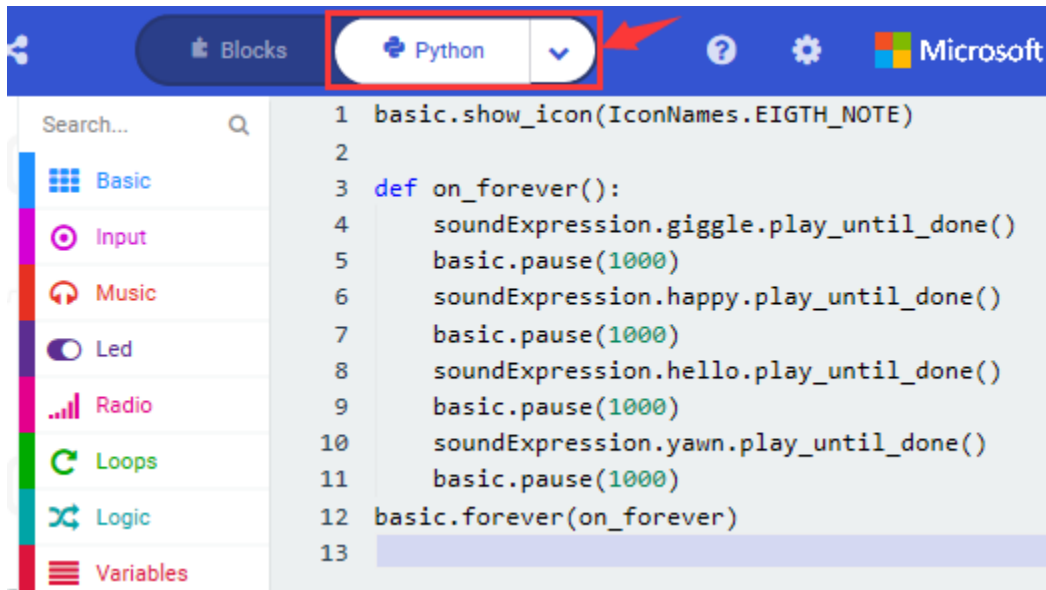 Blocks
Python
Microsoft
Search...
Basic
Input
Music
Led
Radio
Loops
Logic
Variables
1 basic.show_icon(IconNames.EIGTH_NOTE)
2
3 def on_forever():
4     soundExpression.giggle.play_until_done()
5     basic.pause(1000)
6     soundExpression.happy.play_until_done()
7     basic.pause(1000)
8     soundExpression.hello.play_until_done()
9     basic.pause(1000)
10     soundExpression.yawn.play_until_done()
11     basic.pause(1000)
12 basic.forever(on_forever)
13